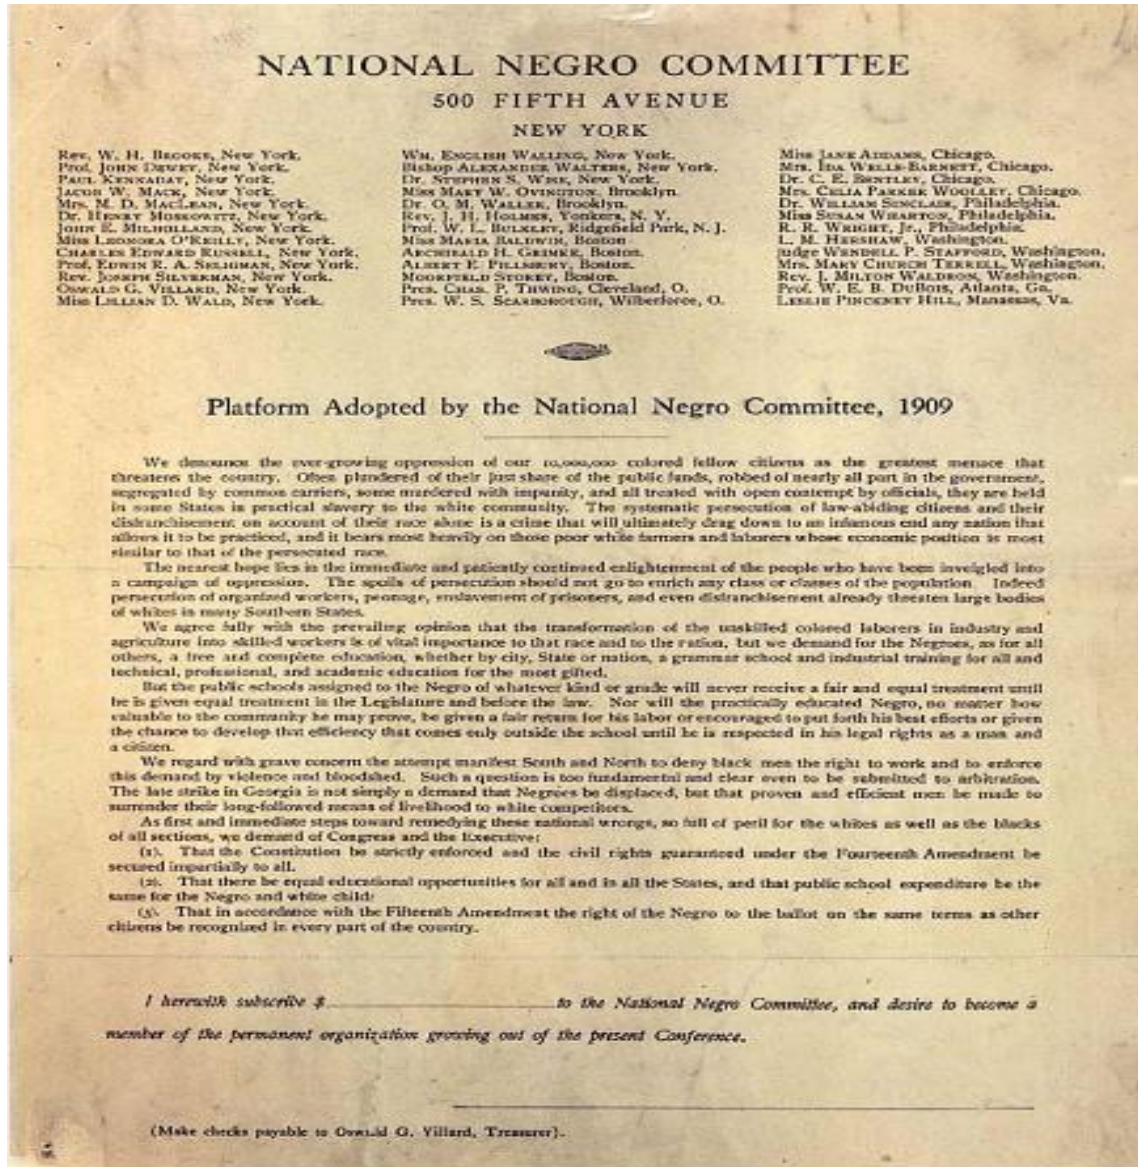 NATIONAL NEGRO COMMITTEE
500 FIFTH AVENUE
NEW YORK
Rev. W. H. BROOKS, New York.
Prof. JOHN DEWEY, New York.
PAUL KENNADAY, New York.
JACOB W. MACK, New York.
Mrs. M. D. MACLEAN, New York.
Dr. HENRY MOSKOWITZ, New York.
JOHN E. MILHOLLAND, New York.
Miss LEONORA O'REILLY, New York.
CHARLES EDWARD RUSSELL, New York.
Prof. EDWIN R. A. SELIGMAN, New York.
Rev. JOSEPH SILVERMAN, New York.
OSWALD G. VILLARD, New York.
Miss LILLIAN D. WALD, New York.
WM. ENGLISH WALLING, New York.
Bishop ALEXANDER WALTERS, New York.
Dr. STEPHEN S. WISE, New York.
Miss MARY W. OVINGTON, Brooklyn.
Dr. O. M. WALLER, Brooklyn.
Rev. J. H. HOLMES, Yonkers, N. Y.
Prof. W. L. BULKLEY, Ridgefield Park, N. J.
Miss MARIA BALDWIN, Boston
ARCHIBALD H. GRIMKE, Boston.
ALBERT E. PILLSBURY, Boston.
MOORFIELD STOREY, Boston.
Pres. CHAS. P. THWING, Cleveland, O.
Pres. W. S. SCARBOROUGH, Wilberforce, O.
Miss JANE ADDAMS, Chicago.
Mrs. IDA WELLS-BARNETT, Chicago.
Dr. C. E. BENTLEY, Chicago.
Mrs. CELIA PARKER WOOLLEY, Chicago.
Dr. WILLIAM SINCLAIR, Philadelphia.
Miss SUSAN WHARTON, Philadelphia.
R. R. WRIGHT, Jr., Philadelphia.
L. M. HERSHAW, Washington.
Judge WENDELL P. STAFFORD, Washington.
Mrs. MARY CHURCH TERRELL, Washington.
Rev. J. MILTON WALDRON, Washington.
Prof. W. E. B. DUBOIS, Atlanta, Ga.
LESLIE PINCKNEY HILL, Manassas, Va.
Platform Adopted by the National Negro Committee, 1909
We denounce the ever-growing oppression of our 10,000,000 colored fellow citizens as the greatest menace that
threatens the country. Often plundered of their just share of the public funds, robbed of nearly all part in the government,
segregated by common carriers, some murdered with impunity, and all treated with open contempt by officials, they are held
in some States in practical slavery to the white community. The systematic persecution of law-abiding citizens and their
disfranchisement on account of their race alone is a crime that will ultimately drag down to an infamous end any nation that
allows it to be practiced, and it bears most heavily on those poor white farmers and laborers whose economic position is most
similar to that of the persecuted race.
The nearest hope lies in the immediate and patiently continued enlightenment of the people who have been inveigled into
a campaign of oppression. The spoils of persecution should not go to enrich any class or classes of the population. Indeed
persecution of organized workers, peonage, enslavement of prisoners, and even disfranchisement already threaten large bodies
of whites in many Southern States.
We agree fully with the prevailing opinion that the transformation of the unskilled colored laborers in industry and
agriculture into skilled workers is of vital importance to that race and to the nation, but we demand for the Negroes, as for all
others, a free and complete education, whether by city, State or nation, a grammar school and industrial training for all and
technical, professional, and academic education for the most gifted.
But the public schools assigned to the Negro of whatever kind or grade will never receive a fair and equal treatment until
he is given equal treatment in the Legislature and before the law. Nor will the practically educated Negro, no matter how
valuable to the community he may prove, be given a fair return for his labor or encouraged to put forth his best efforts or given
the chance to develop that efficiency that comes only outside the school until he is respected in his legal rights as a man and
a citizen.
We regard with grave concern the attempt manifest South and North to deny black men the right to work and to enforce
this demand by violence and bloodshed. Such a question is too fundamental and clear even to be submitted to arbitration.
The late strike in Georgia is not simply a demand that Negroes be displaced, but that proven and efficient men be made to
surrender their long-followed means of livelihood to white competitors.
As first and immediate steps toward remedying these national wrongs, so full of peril for the whites as well as the blacks
of all sections, we demand of Congress and the Executive:
(1). That the Constitution be strictly enforced and the civil rights guaranteed under the Fourteenth Amendment be
secured impartially to all.
(2). That there be equal educational opportunities for all and in all the States, and that public school expenditure be the
same for the Negro and white child.
(3). That in accordance with the Fifteenth Amendment the right of the Negro to the ballot on the same terms as other
citizens be recognized in every part of the country.
I herewith subscribe $ to the National Negro Committee, and desire to become a
member of the permanent organization growing out of the present Conference.
(Make checks payable to Oswald G. Villard, Treasurer).